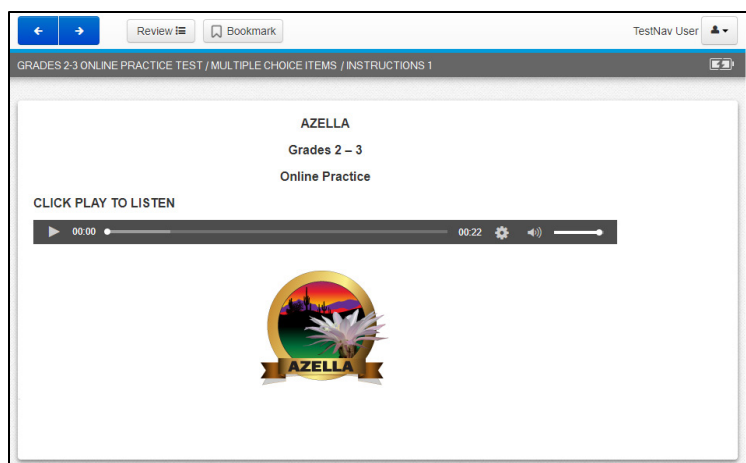 Review Bookmark TestNav User
GRADES 2-3 ONLINE PRACTICE TEST / MULTIPLE CHOICE ITEMS / INSTRUCTIONS 1
AZELLA
Grades 2 – 3
Online Practice
CLICK PLAY TO LISTEN
00:00 00:22
AZELLA